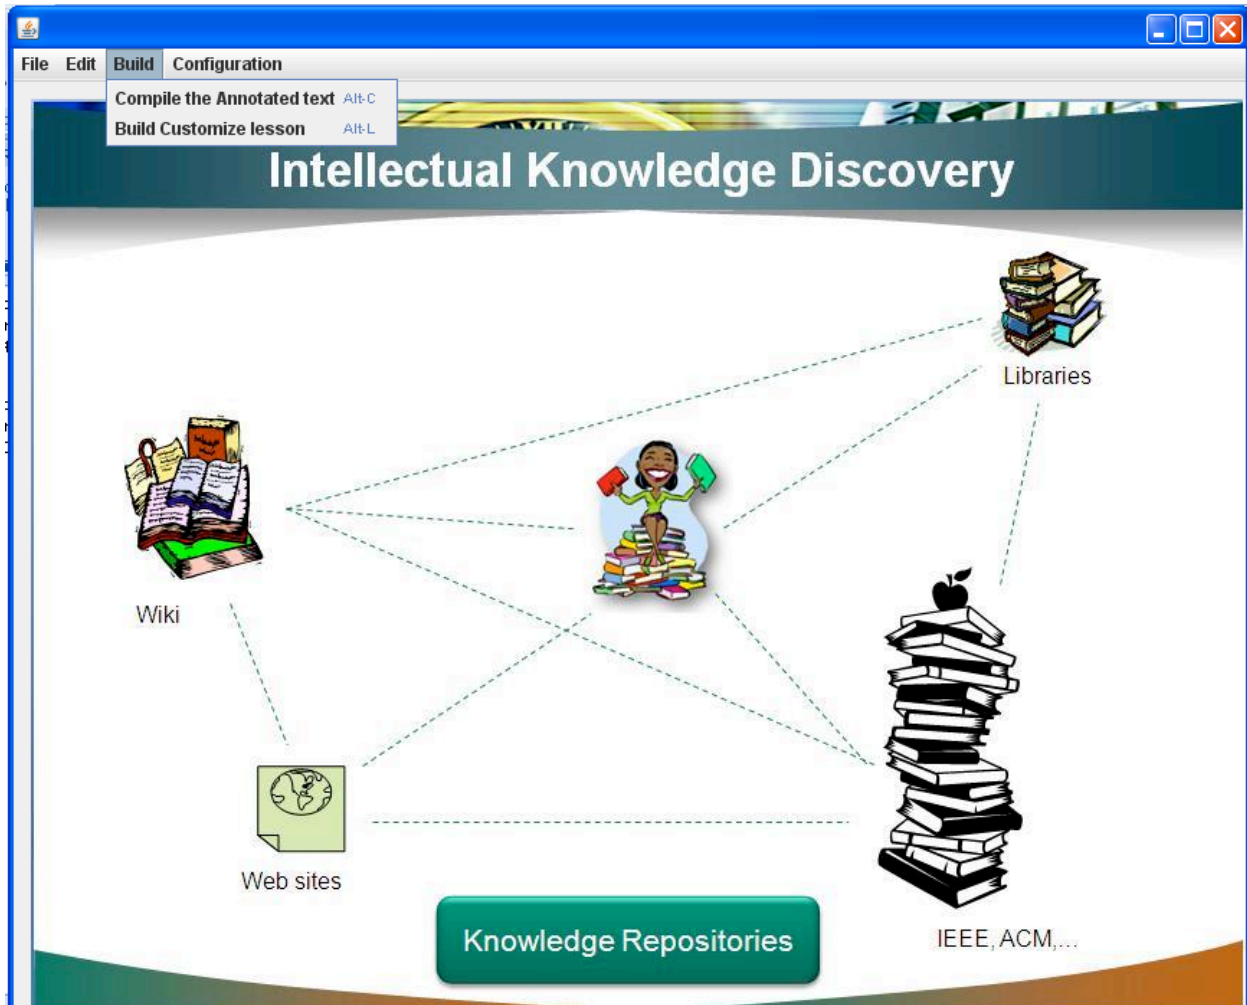 File Edit Build Configuration
Compile the Annotated text Alt-C
Build Customize lesson Alt-L
Intellectual Knowledge Discovery
Libraries
Wiki
Web sites
Knowledge Repositories
IEEE, ACM,...